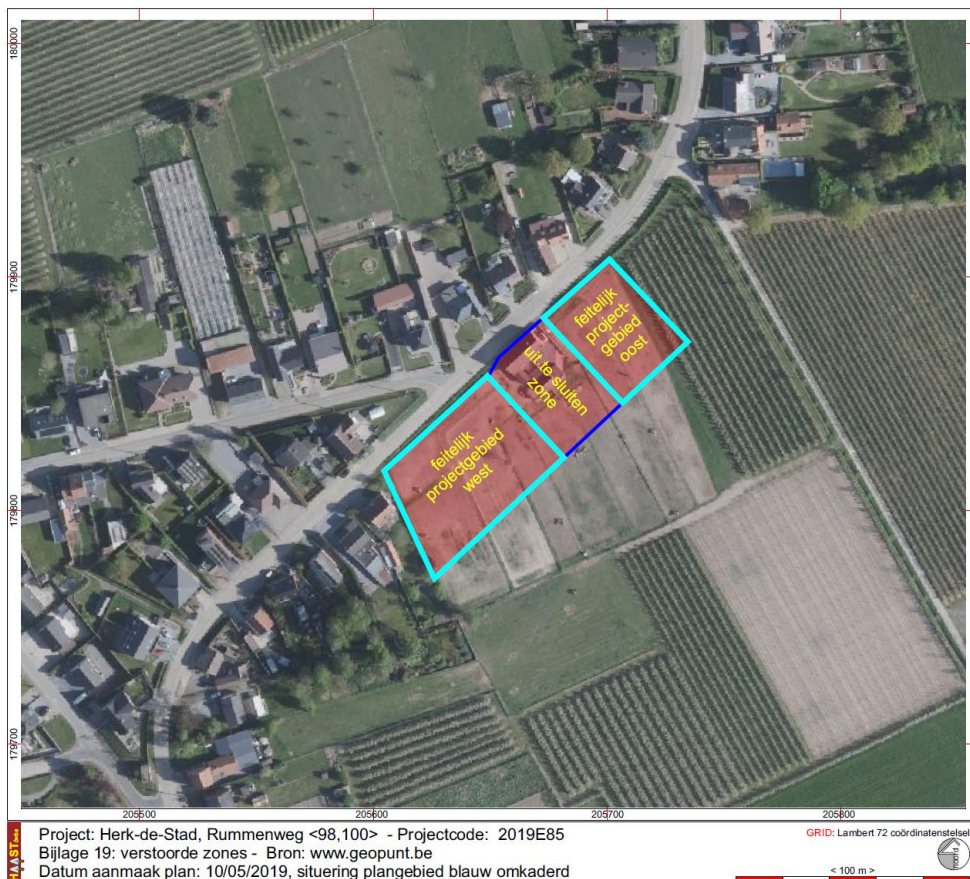 180000
179900
179800
179700
feitelijk
project-
gebied
oost
uit te sluiten
zone
feitelijk
projectgebied
west
205500
205600
205700
205800
HAAST
Project: Herk-de-Stad, Rummenweg <98,100> - Projectcode: 2019E85
Bijlage 19: verstoorde zones - Bron: www.geopunt.be
Datum aanmaak plan: 10/05/2019, situering plangebied blauw omkaderd
GRID: Lambert 72 coördinatenstelsel
noord
< 100 m >